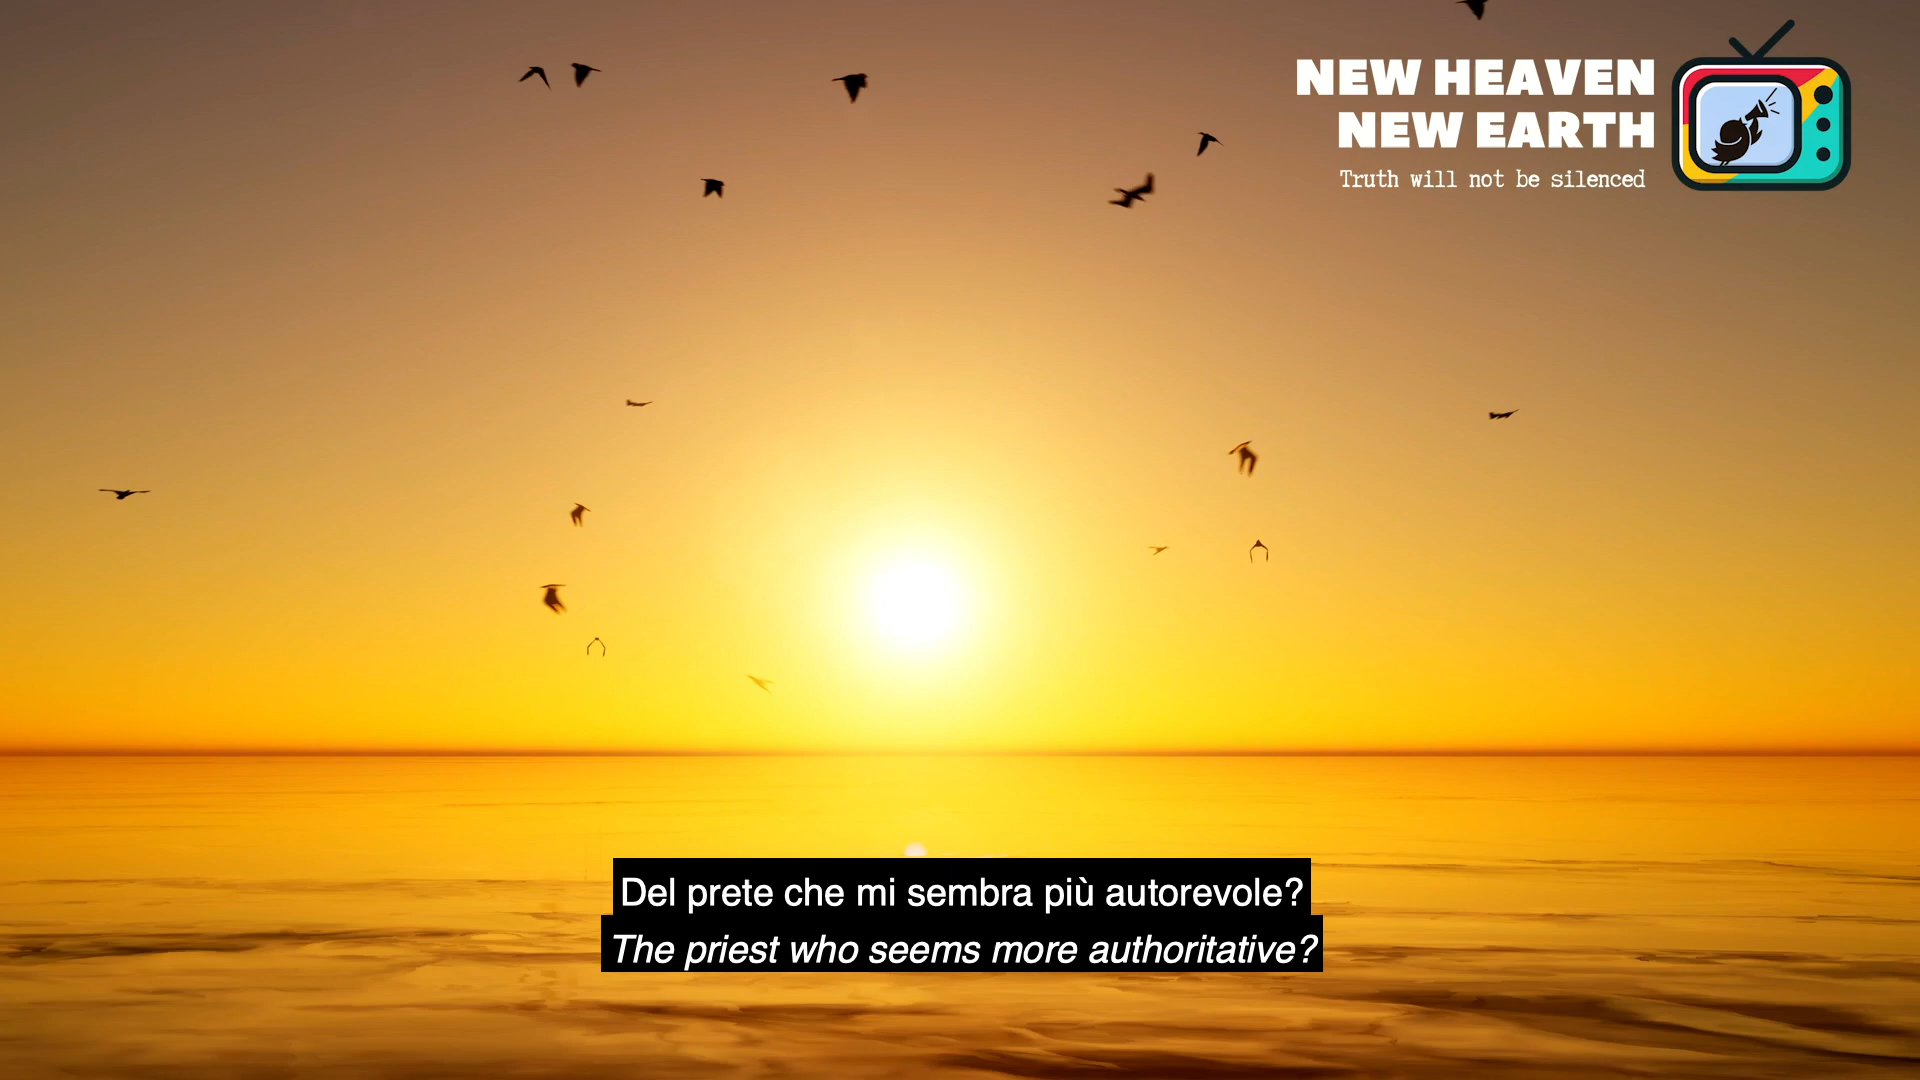 NEW HEAVEN
NEW EARTH
Truth will not be silenced
Del prete che mi sembra più autorevole?
The priest who seems more authoritative?